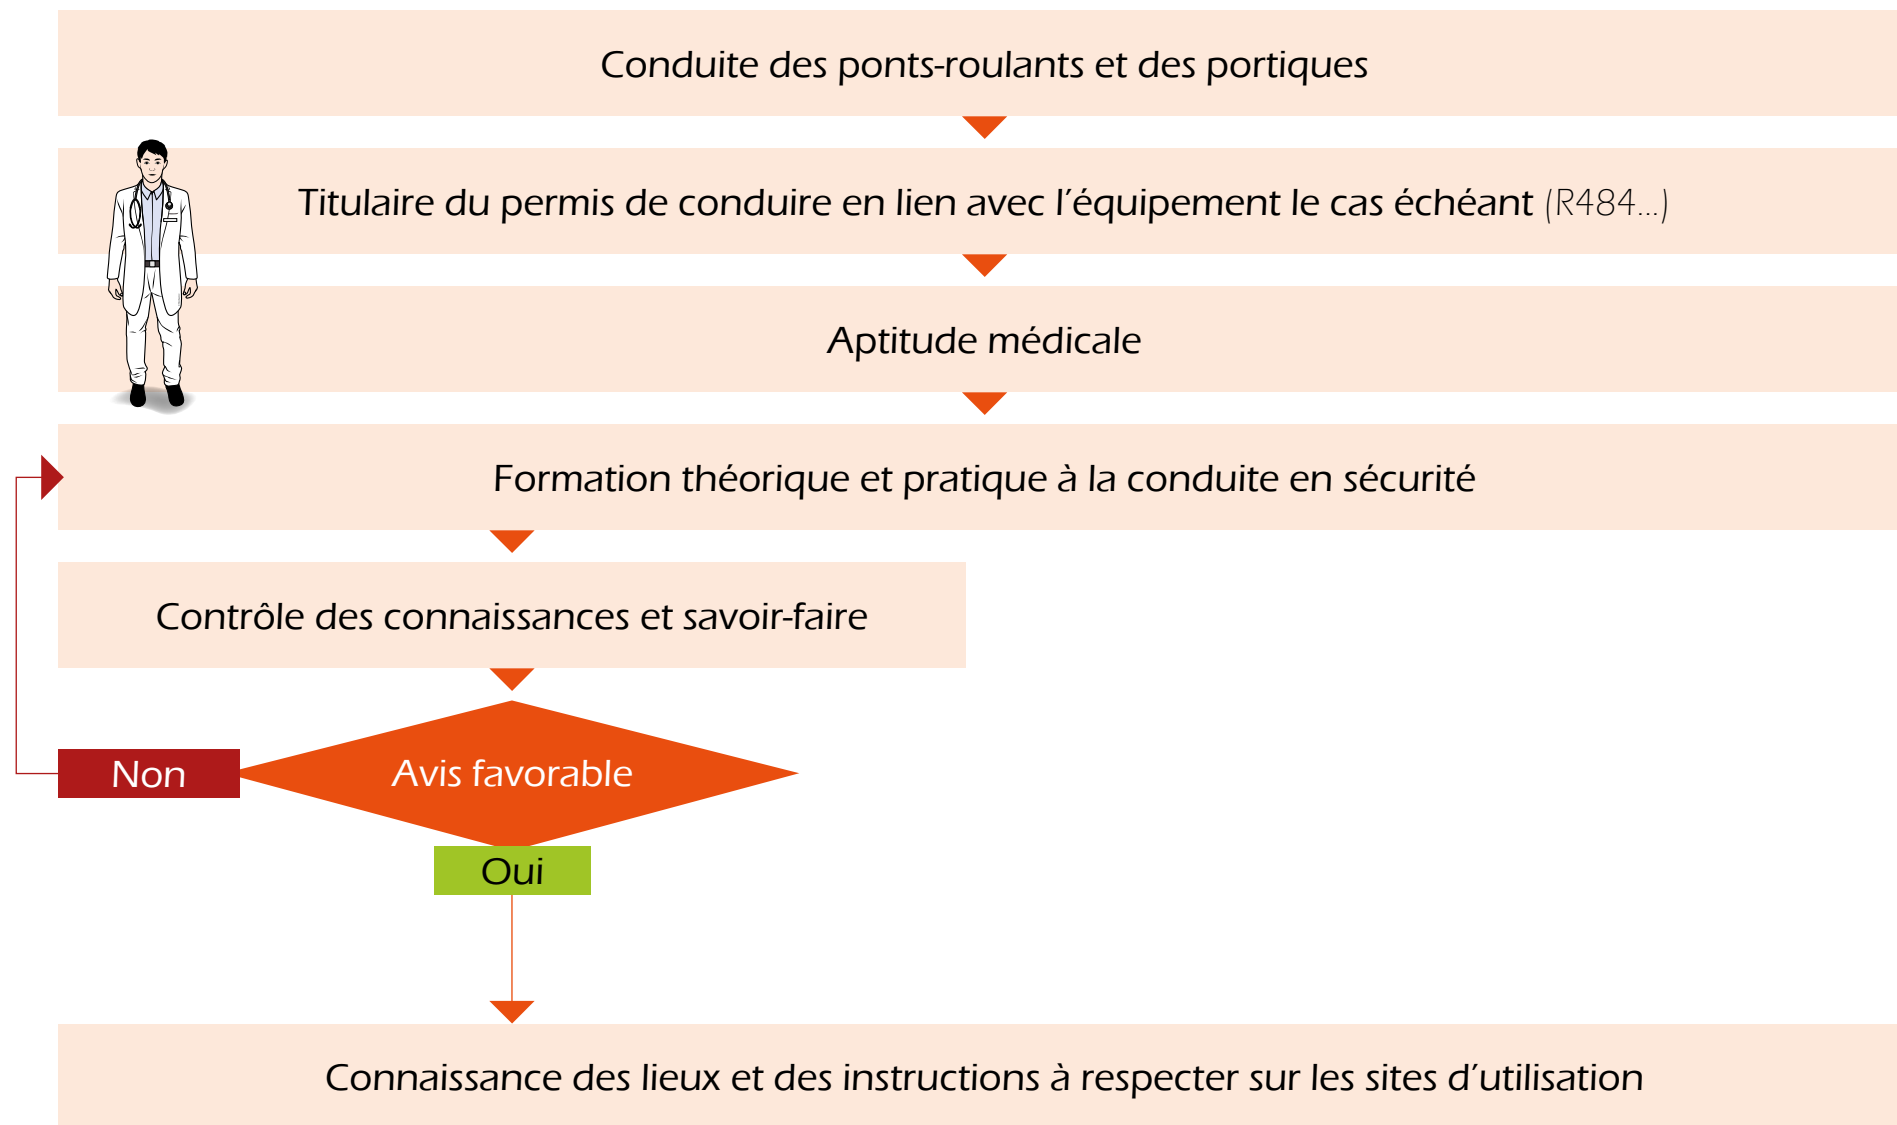 Conduite des ponts-roulants et des portiques
Titulaire du permis de conduire en lien avec l’équipement le cas échéant (R484...)
Aptitude médicale
Formation théorique et pratique à la conduite en sécurité
Contrôle des connaissances et savoir-faire
Avis favorable
Non
Oui
Connaissance des lieux et des instructions à respecter sur les sites d’utilisation